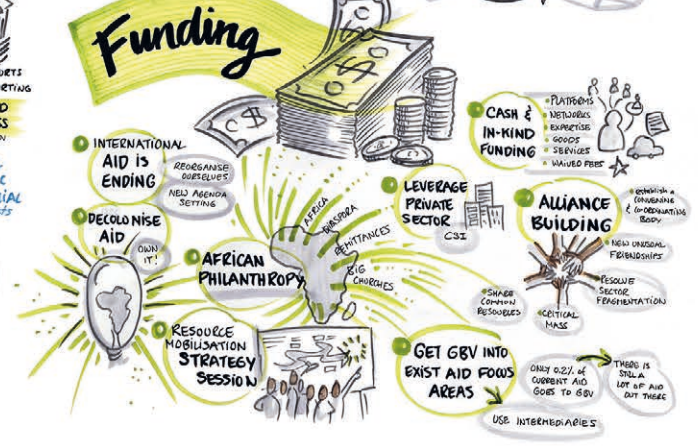 Funding
INTERNATIONAL
AID IS
ENDING
REORGANISE
OURSELVES
NEW AGENDA
SETTING
DECOLONISE
AID
OWN
IT!
AFRICAN
PHILANTHROPY
AFRICA
DIASPORA
REMITTANCES
BIG
CHURCHES
RESOURCE
MOBILISATION
STRATEGY
SESSION
LEVERAGE
PRIVATE
SECTOR
CSI
CASH &
IN-KIND
FUNDING
• PLATFORMS
• NETWORKS
• EXPERTISE
• GOODS
• SERVICES
• WAIVED FEES
ALLIANCE
BUILDING
• establish a
CONVENING
& CO-ORDINATING
BODY
• NEW UNUSUAL
FRIENDSHIPS
• RESOLVE
SECTOR
FRAGMENTATION
• CRITICAL
MASS
• SHARE
COMMON
RESOURCES
GET GBV INTO
EXIST AID FOCUS
AREAS
ONLY 0.2% of
CURRENT AID
GOES TO GBV
THERE IS
STILL A
LOT OF AID
OUT THERE
USE INTERMEDIARIES